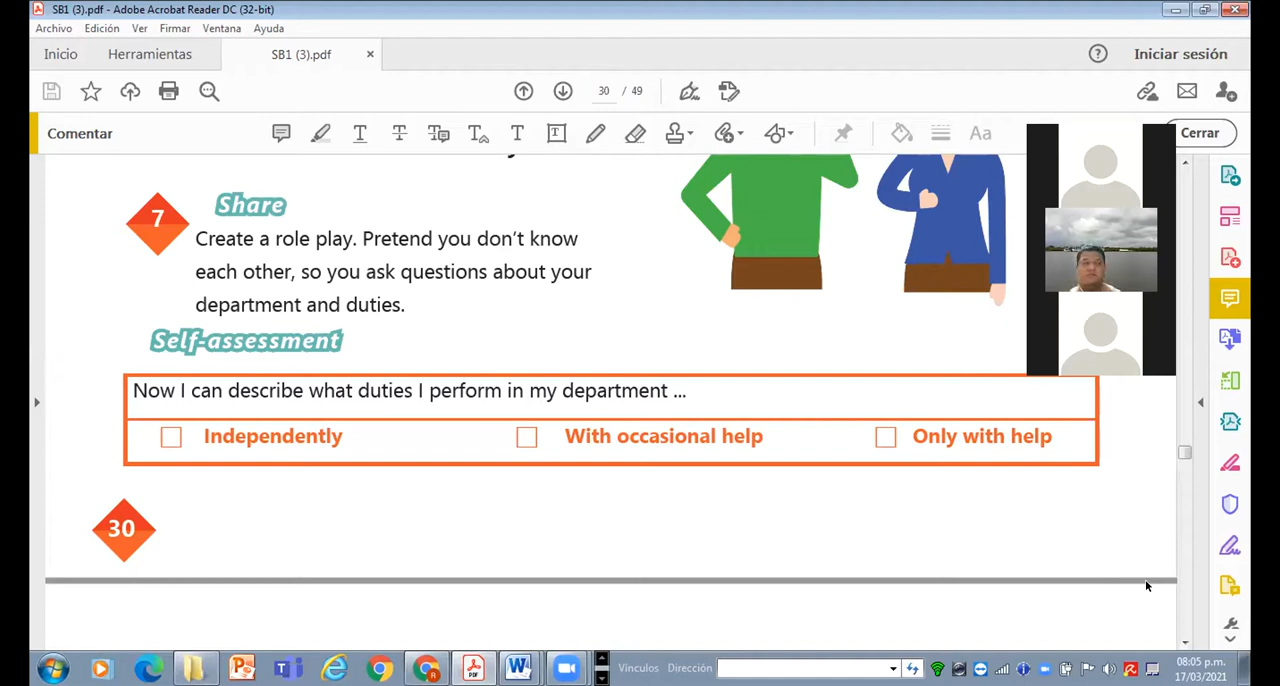 SB1 (3).pdf - Adobe Acrobat Reader DC (32-bit)
Archivo Edición Ver Firmar Ventana Ayuda
Inicio Herramientas SB1 (3).pdf × ? Iniciar sesión
30 / 49
Comentar Aa Cerrar
7
Share
Create a role play. Pretend you don't know
each other, so you ask questions about your
department and duties.
Self-assessment
Now I can describe what duties I perform in my department ...
Independently With occasional help Only with help
30
Vínculos Dirección
08:05 p.m.
17/03/2021